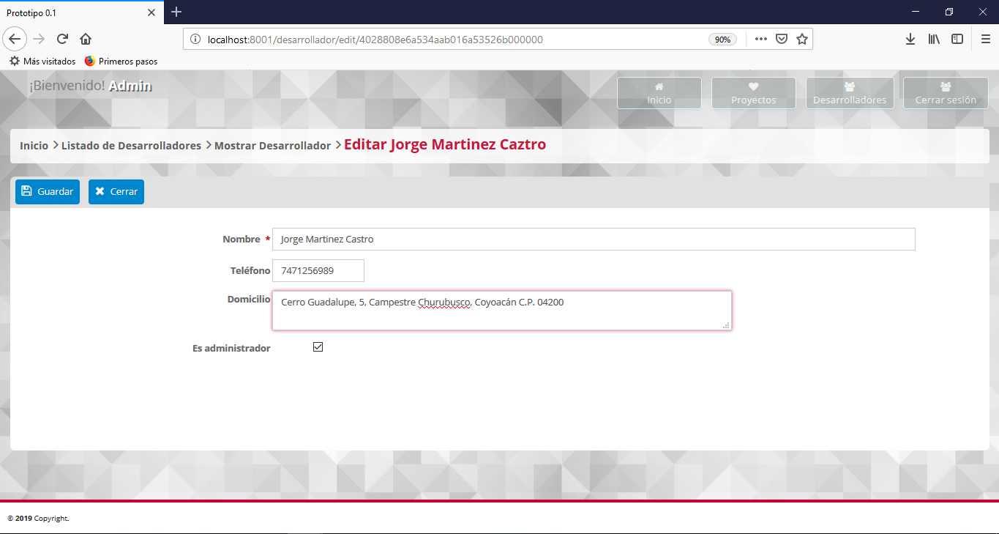 Prototipo 0.1
localhost:8001/desarrollador/edit/4028808e6a534aab016a53526b000000
90%
Más visitados
Primeros pasos
¡Bienvenido! Admin
Inicio
Proyectos
Desarrolladores
Cerrar sesión
Inicio > Listado de Desarrolladores > Mostrar Desarrollador > Editar Jorge Martinez Caztro
Guardar
Cerrar
Nombre * Jorge Martinez Castro
Teléfono 7471256989
Domicilio Cerro Guadalupe, 5, Campestre Churubusco, Coyoacán C.P. 04200
Es administrador
© 2019 Copyright.